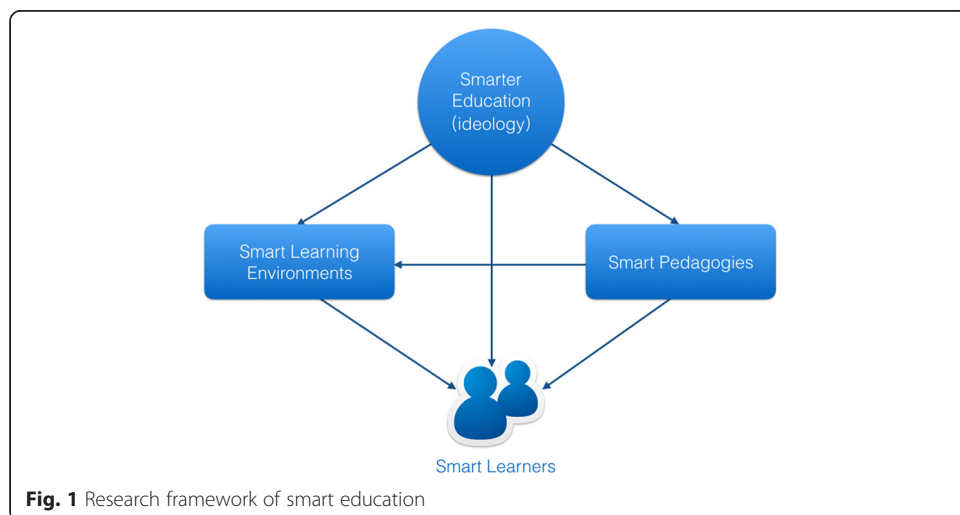 Smarter
Education
(ideology)
Smart Learning
Environments
Smart Pedagogies
Smart Learners
Fig. 1 Research framework of smart education